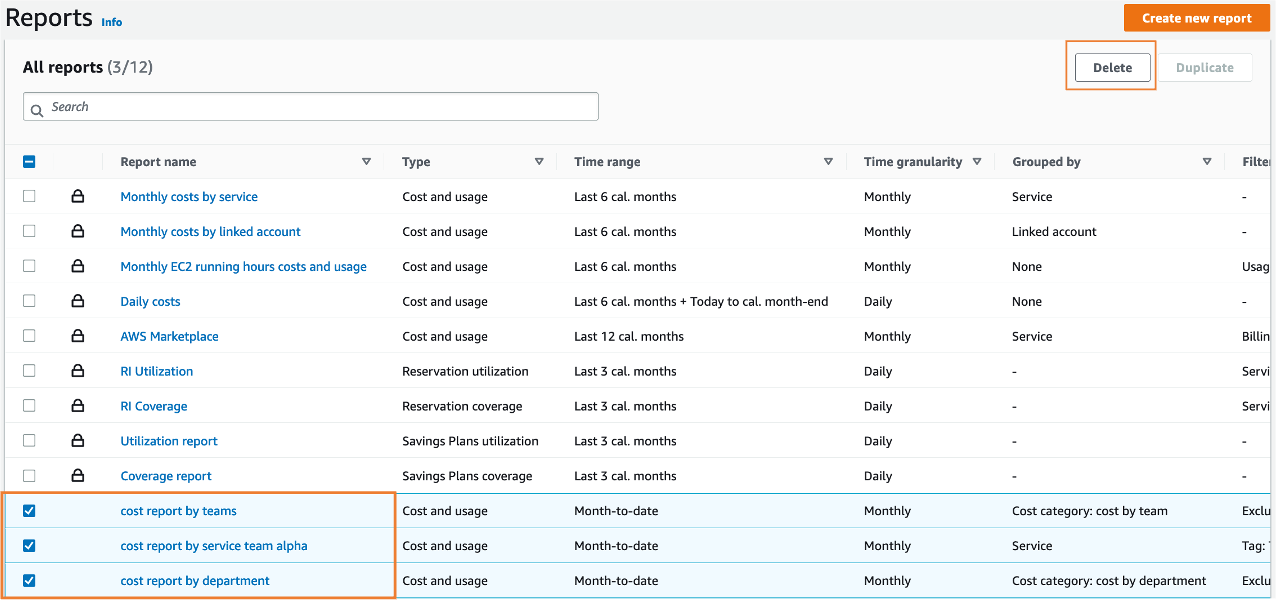 Reports Info
Create new report
All reports (3/12)
Delete
Duplicate
Search
Report name Type Time range Time granularity Grouped by Filte
Monthly costs by service Cost and usage Last 6 cal. months Monthly Service -
Monthly costs by linked account Cost and usage Last 6 cal. months Monthly Linked account -
Monthly EC2 running hours costs and usage Cost and usage Last 6 cal. months Monthly None Usag
Daily costs Cost and usage Last 6 cal. months + Today to cal. month-end Daily None -
AWS Marketplace Cost and usage Last 12 cal. months Monthly Service Billin
RI Utilization Reservation utilization Last 3 cal. months Daily - Servi
RI Coverage Reservation coverage Last 3 cal. months Daily - Servi
Utilization report Savings Plans utilization Last 3 cal. months Daily - -
Coverage report Savings Plans coverage Last 3 cal. months Daily - -
cost report by teams Cost and usage Month-to-date Monthly Cost category: cost by team Exclu
cost report by service team alpha Cost and usage Month-to-date Monthly Service Tag:
cost report by department Cost and usage Month-to-date Monthly Cost category: cost by department Exclu